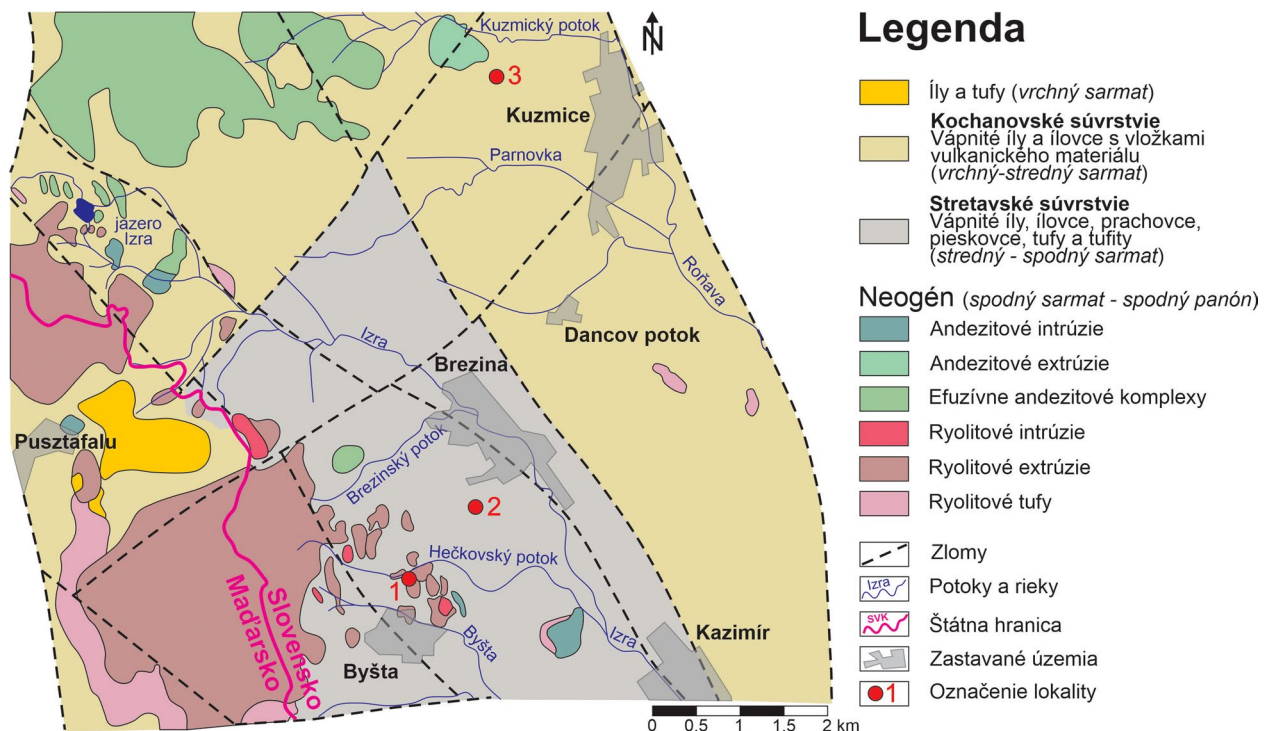 Kuzmický potok
N
3
Kuzmice
Parnovka
jazero
Izra
Roňava
Dancov potok
Izra
Brezina
Pusztafalu
Brezinský potok
2
Hečkovský potok
1
Slovensko
Maďarsko
Byšta
Byšta
Izra
Kazimír
0 0.5 1 1.5 2 km
Legenda
Íly a tufy (vrchný sarmat)
Kochanovské súvrstvie
Vápnité íly a ílovce s vložkami
vulkanického materiálu
(vrchný-stredný sarmat)
Stretavské súvrstvie
Vápnité íly, ílovce, prachovce,
pieskovce, tufy a tufity
(stredný - spodný sarmat)
Neogén (spodný sarmat - spodný panón)
Andezitové intrúzie
Andezitové extrúzie
Efuzívne andezitové komplexy
Ryolitové intrúzie
Ryolitové extrúzie
Ryolitové tufy
Zlomy
Izra Potoky a rieky
SVK Štátna hranica
Zastavané územia
1 Označenie lokality